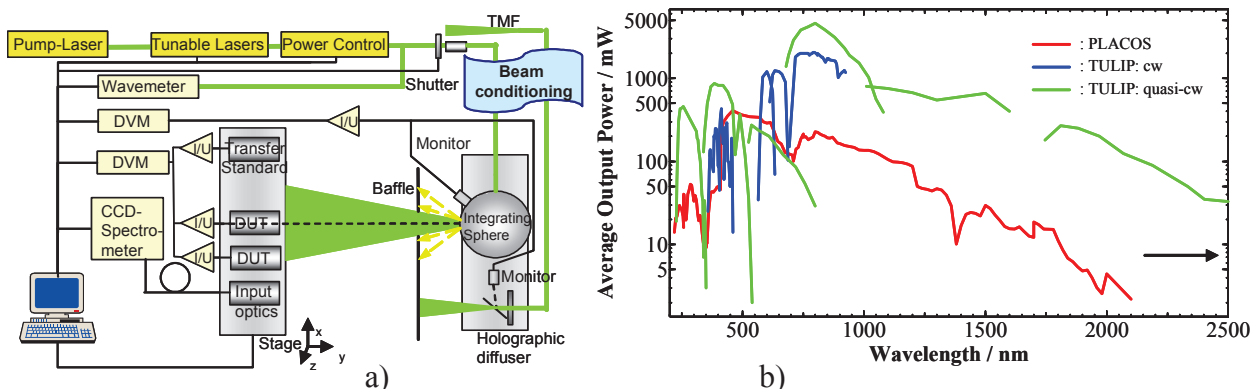 TMF
Pump-Laser
Tunable Lasers
Power Control
Beam
conditioning
Shutter
Wavemeter
DVM
I/U
Monitor
DVM
I/U
Transfer
Standard
Baffle
Integrating
Sphere
CCD-
Spectro-
meter
I/U
DUT
I/U
DUT
Monitor
Input
optics
Holographic
diffuser
Stage
x
y
z
a)
Average Output Power / mW
5000
1000
500
100
50
10
5
: PLACOS
: TULIP: cw
: TULIP: quasi-cw
500
1000
1500
2000
2500
Wavelength / nm
b)